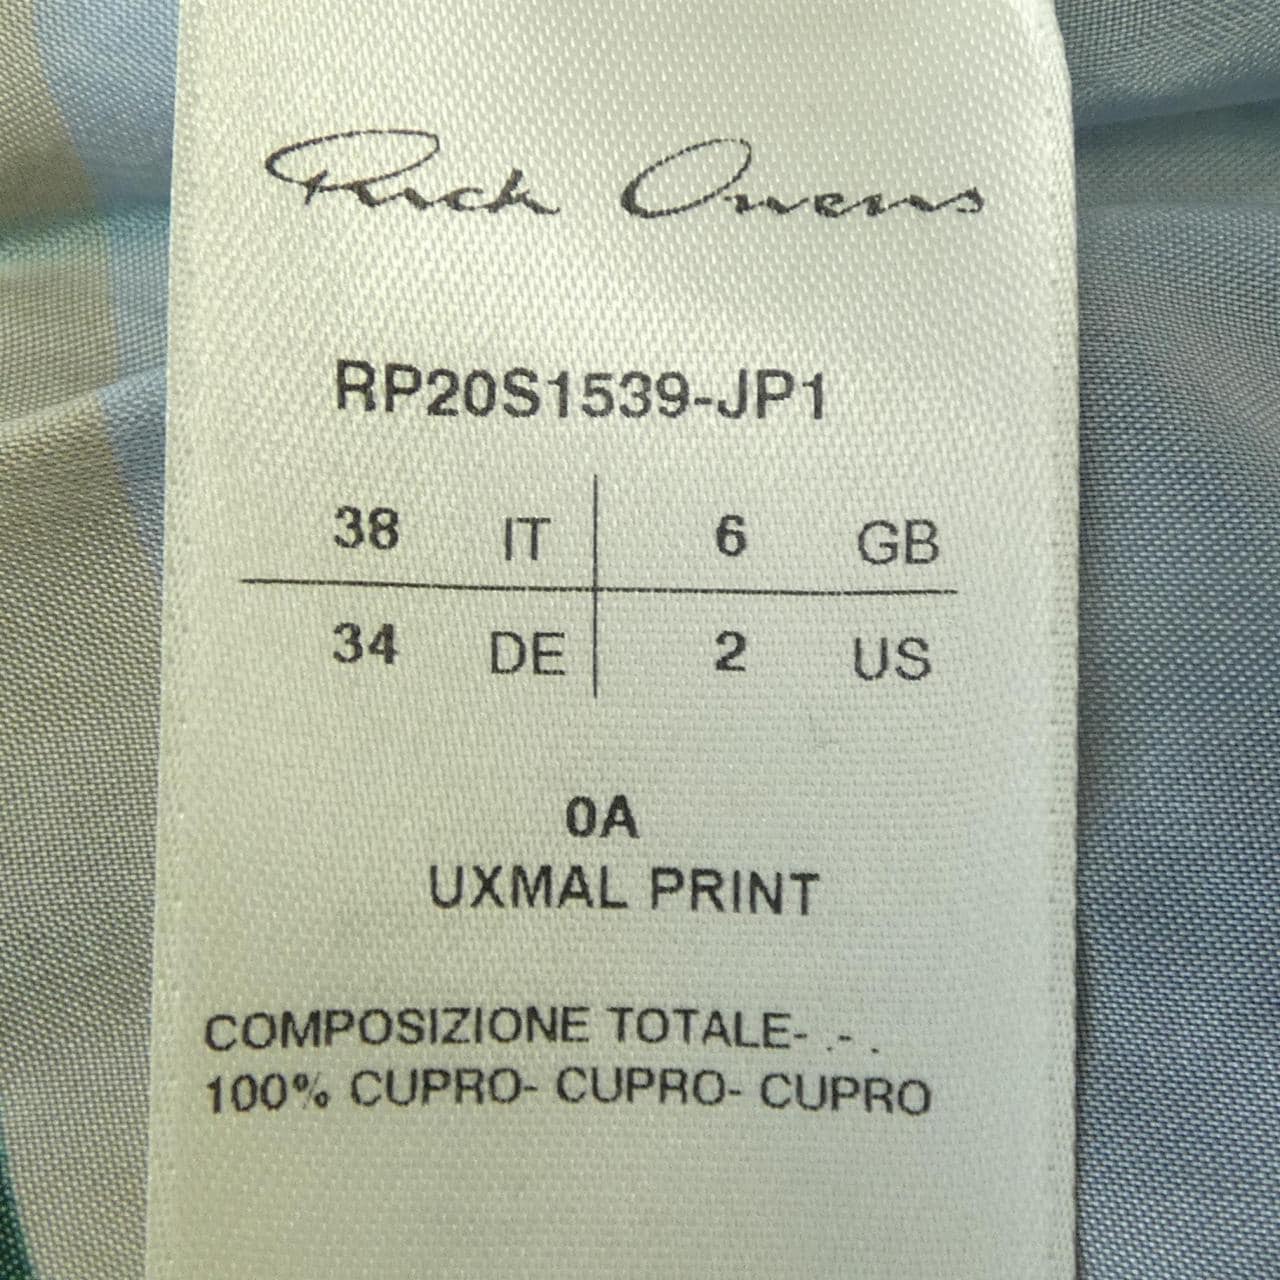 Rick Owens
RP20S1539-JP1
38 IT 6 GB
34 DE 2 US
0A
UXMAL PRINT
COMPOSIZIONE TOTALE- .- .
100% CUPRO- CUPRO- CUPRO